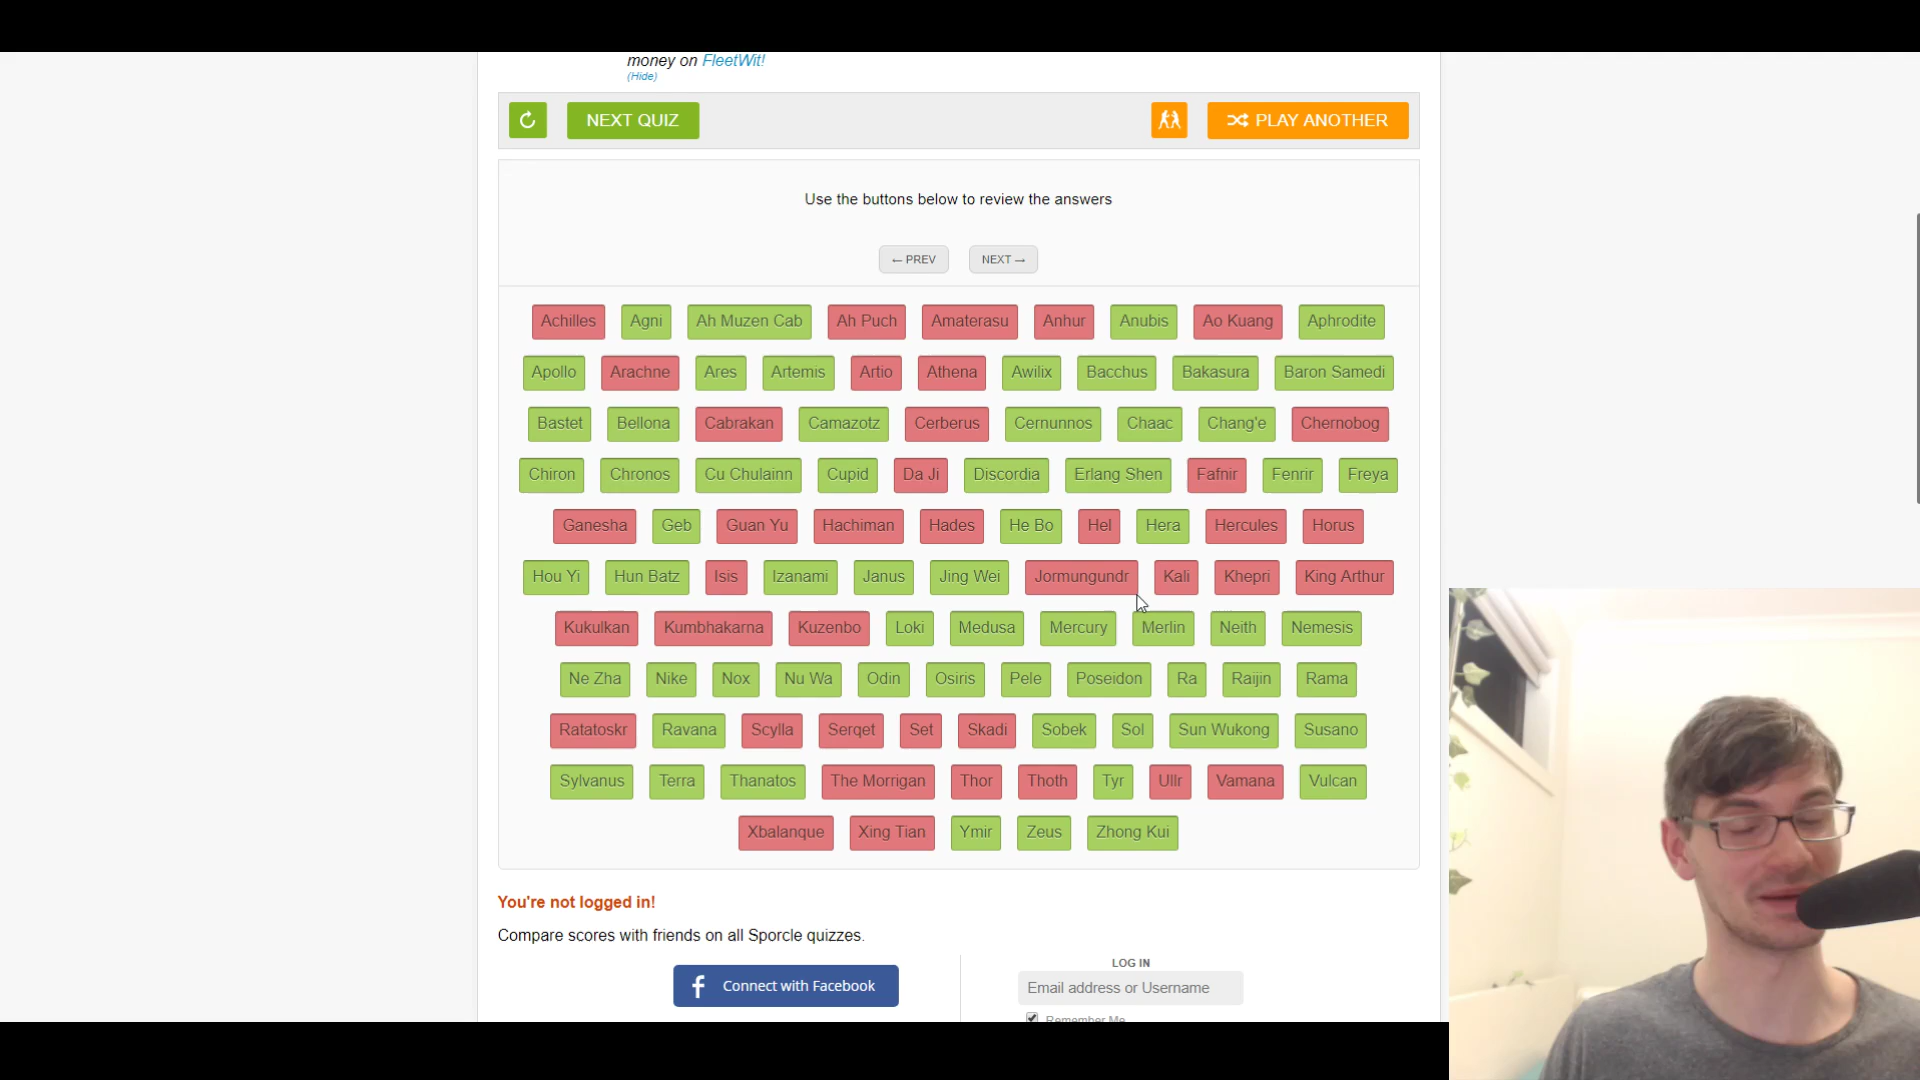 money on FleetWit!
(Hide)
NEXT QUIZ
PLAY ANOTHER
Use the buttons below to review the answers
← PREV NEXT →
Achilles Agni Ah Muzen Cab Ah Puch Amaterasu Anhur Anubis Ao Kuang Aphrodite
Apollo Arachne Ares Artemis Artio Athena Awilix Bacchus Bakasura Baron Samedi
Bastet Bellona Cabrakan Camazotz Cerberus Cernunnos Chaac Chang'e Chernobog
Chiron Chronos Cu Chulainn Cupid Da Ji Discordia Erlang Shen Fafnir Fenrir Freya
Ganesha Geb Guan Yu Hachiman Hades He Bo Hel Hera Hercules Horus
Hou Yi Hun Batz Isis Izanami Janus Jing Wei Jormungundr Kali Khepri King Arthur
Kukulkan Kumbhakarna Kuzenbo Loki Medusa Mercury Merlin Neith Nemesis
Ne Zha Nike Nox Nu Wa Odin Osiris Pele Poseidon Ra Raijin Rama
Ratatoskr Ravana Scylla Serqet Set Skadi Sobek Sol Sun Wukong Susano
Sylvanus Terra Thanatos The Morrigan Thor Thoth Tyr Ullr Vamana Vulcan
Xbalanque Xing Tian Ymir Zeus Zhong Kui
You're not logged in!
Compare scores with friends on all Sporcle quizzes.
Connect with Facebook
LOG IN
Email address or Username
Remember Me